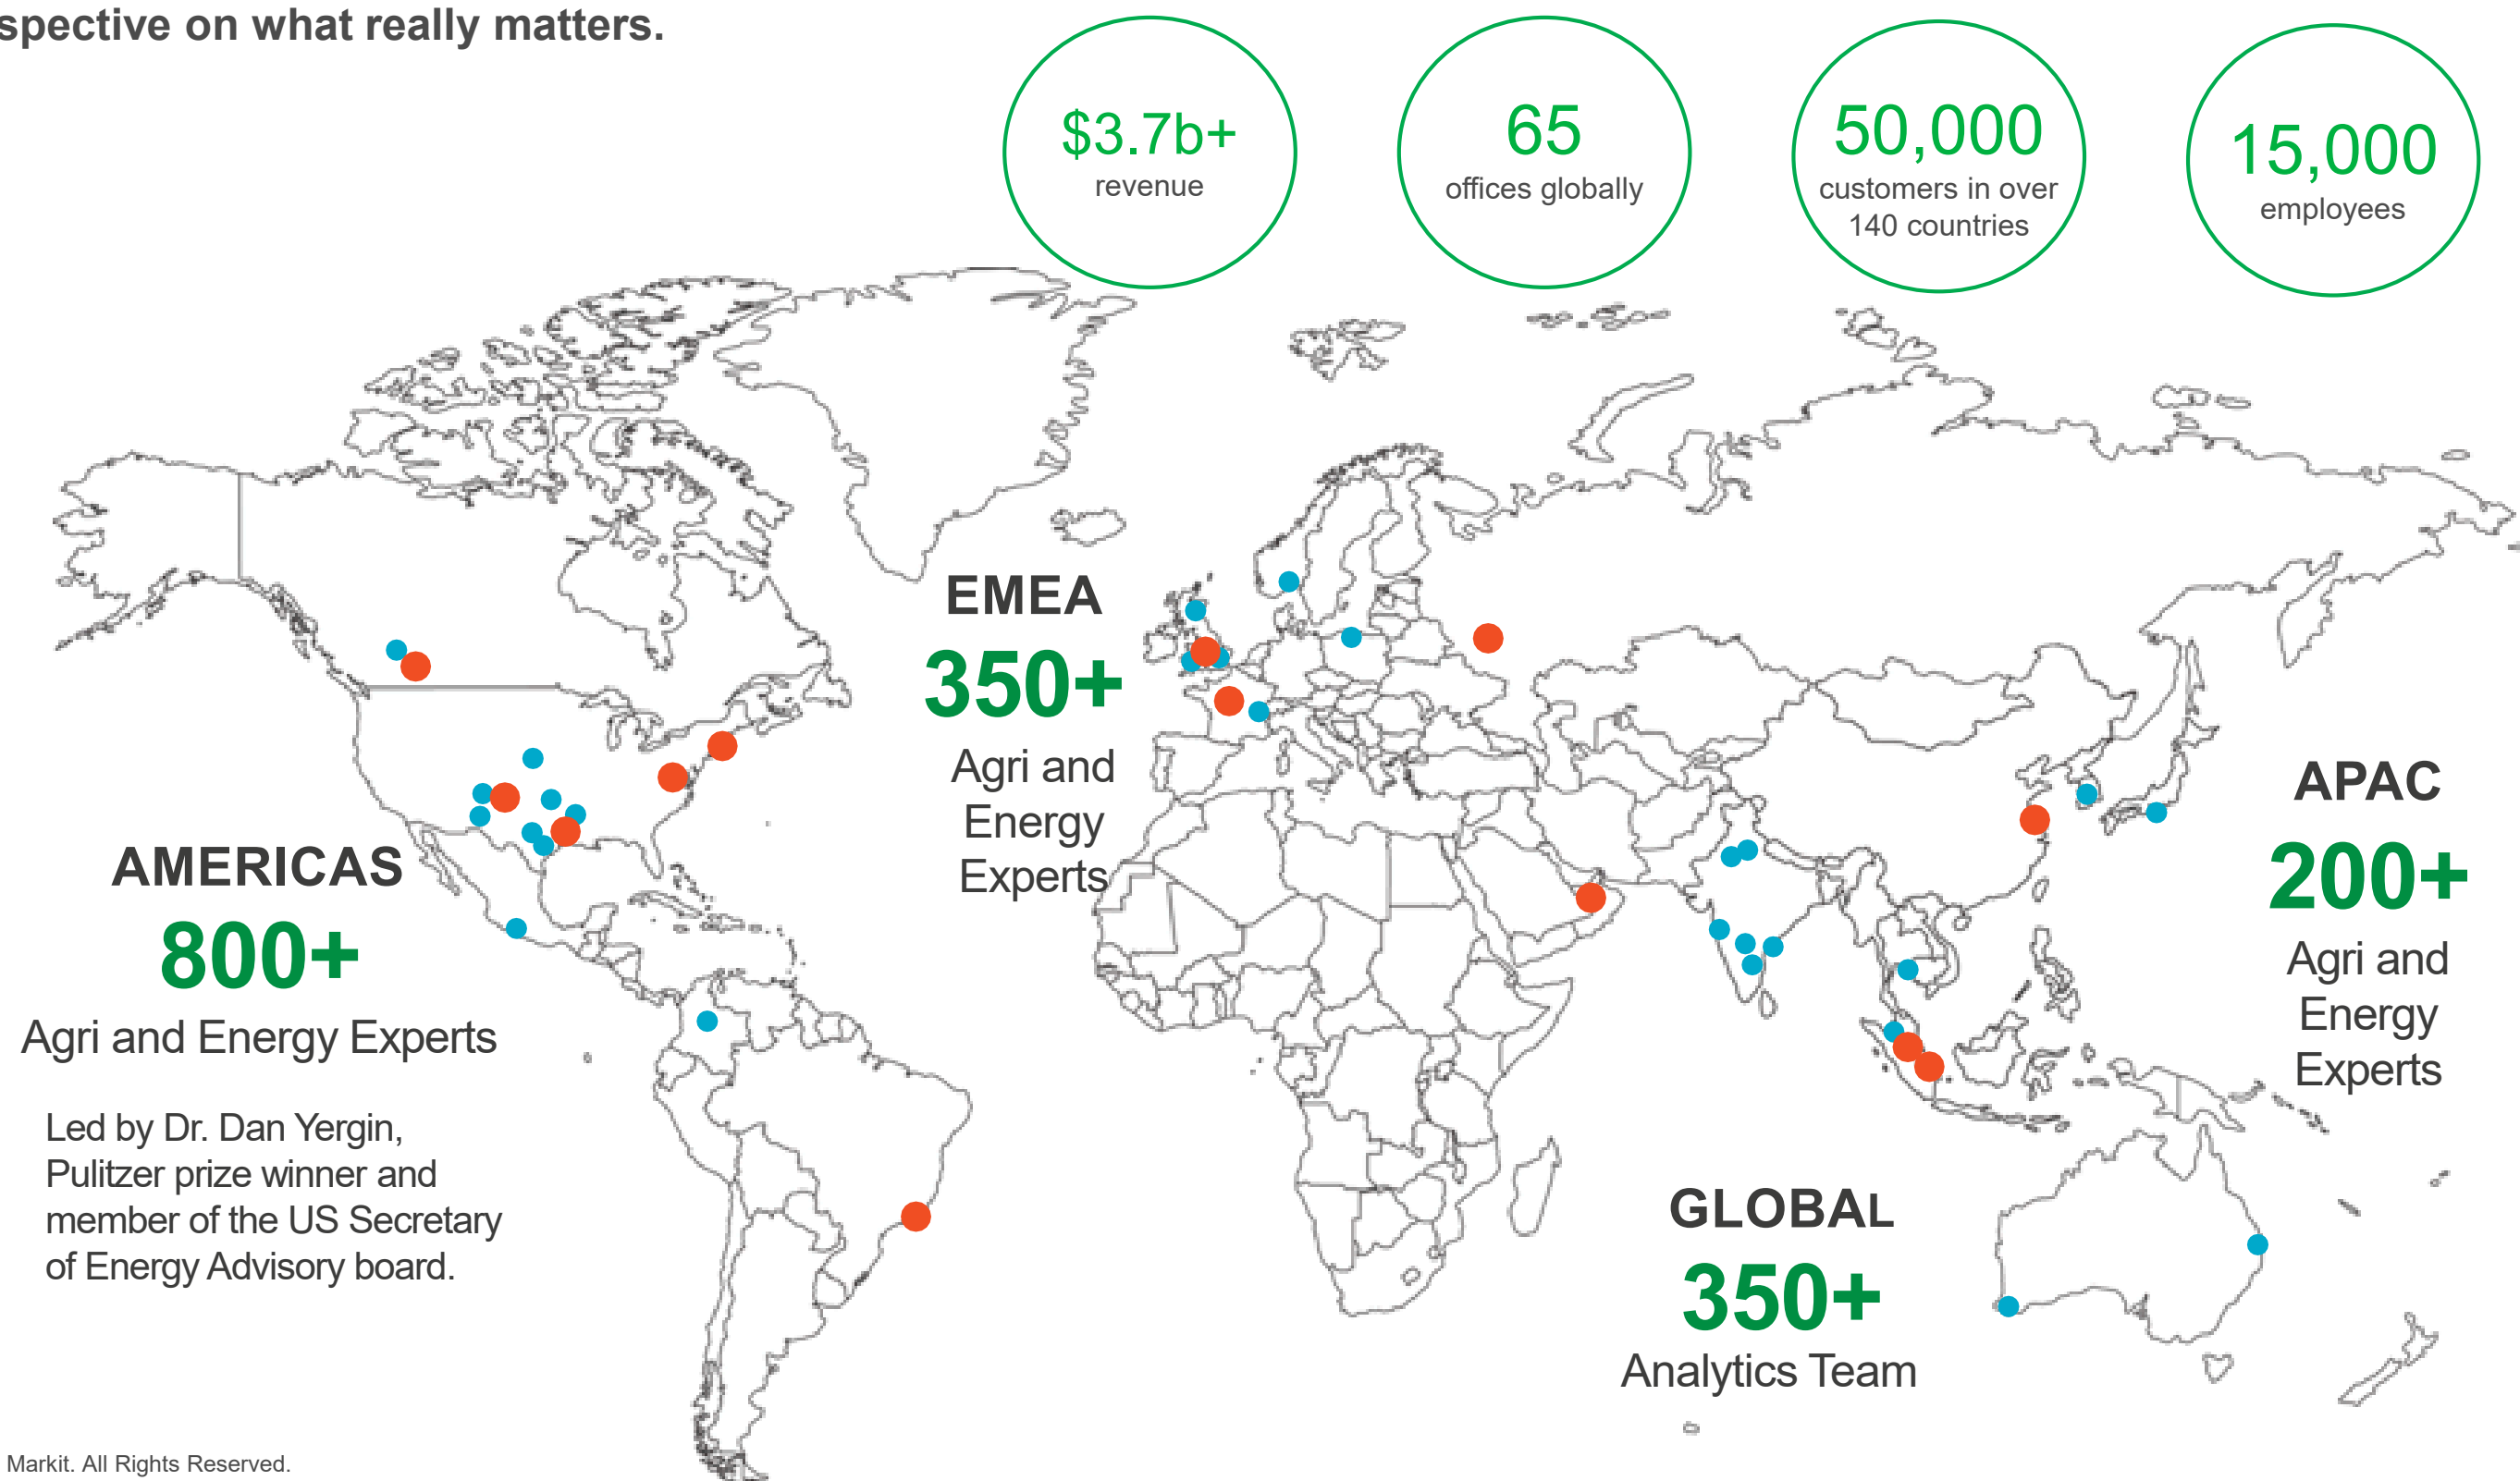 spective on what really matters.
$3.7b+
revenue
65
offices globally
50,000
customers in over
140 countries
15,000
employees
EMEA
350+
Agri and
Energy
Experts
AMERICAS
800+
Agri and Energy Experts
Led by Dr. Dan Yergin,
Pulitzer prize winner and
member of the US Secretary
of Energy Advisory board.
APAC
200+
Agri and
Energy
Experts
GLOBAL
350+
Analytics Team
Markit. All Rights Reserved.